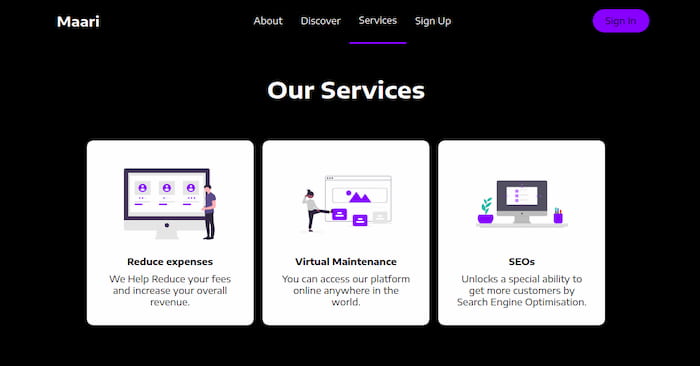 Maari
About
Discover
Services
Sign Up
Sign In
Our Services
Reduce expenses
We Help Reduce your fees
and increase your overall
revenue.
Virtual Maintenance
You can access our platform
online anywhere in the
world.
SEOs
Unlocks a special ability to
get more customers by
Search Engine Optimisation.